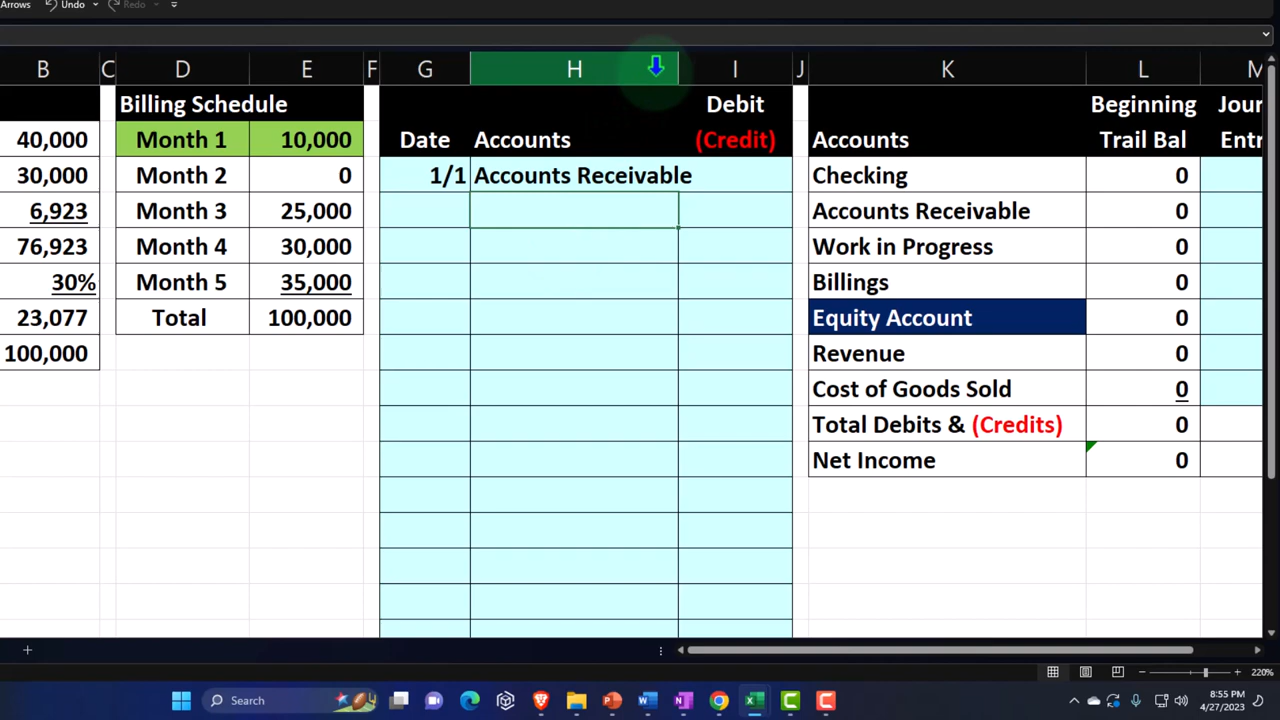 Arrows Undo Redo
B C D E F G H I J K L M
Billing Schedule Debit Beginning Jour
40,000 Month 1 10,000 Date Accounts (Credit) Accounts Trail Bal Entr
30,000 Month 2 0 1/1 Accounts Receivable Checking 0
6,923 Month 3 25,000 Accounts Receivable 0
76,923 Month 4 30,000 Work in Progress 0
30% Month 5 35,000 Billings 0
23,077 Total 100,000 Equity Account 0
100,000 Revenue 0
Cost of Goods Sold 0
Total Debits & (Credits) 0
Net Income 0
220%
Search
8:55 PM
4/27/2023